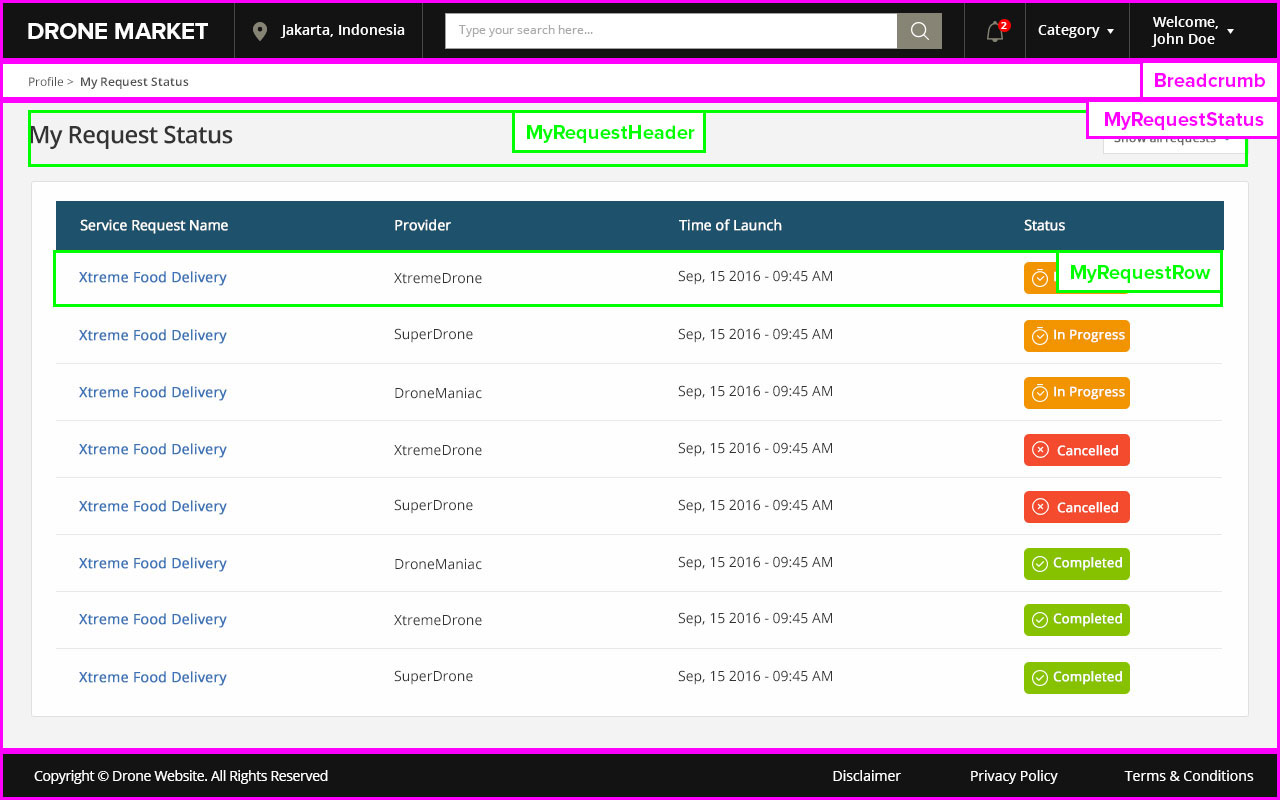 DRONE MARKET
Jakarta, Indonesia
Type your search here...
2
Category
Welcome,
John Doe
Profile > My Request Status
Breadcrumb
MyRequestStatus
My Request Status
MyRequestHeader
Show all requests
Service Request Name Provider Time of Launch Status
Xtreme Food Delivery XtremeDrone Sep, 15 2016 - 09:45 AM
MyRequestRow
Xtreme Food Delivery SuperDrone Sep, 15 2016 - 09:45 AM In Progress
Xtreme Food Delivery DroneManiac Sep, 15 2016 - 09:45 AM In Progress
Xtreme Food Delivery XtremeDrone Sep, 15 2016 - 09:45 AM Cancelled
Xtreme Food Delivery SuperDrone Sep, 15 2016 - 09:45 AM Cancelled
Xtreme Food Delivery DroneManiac Sep, 15 2016 - 09:45 AM Completed
Xtreme Food Delivery XtremeDrone Sep, 15 2016 - 09:45 AM Completed
Xtreme Food Delivery SuperDrone Sep, 15 2016 - 09:45 AM Completed
Copyright © Drone Website. All Rights Reserved Disclaimer Privacy Policy Terms & Conditions